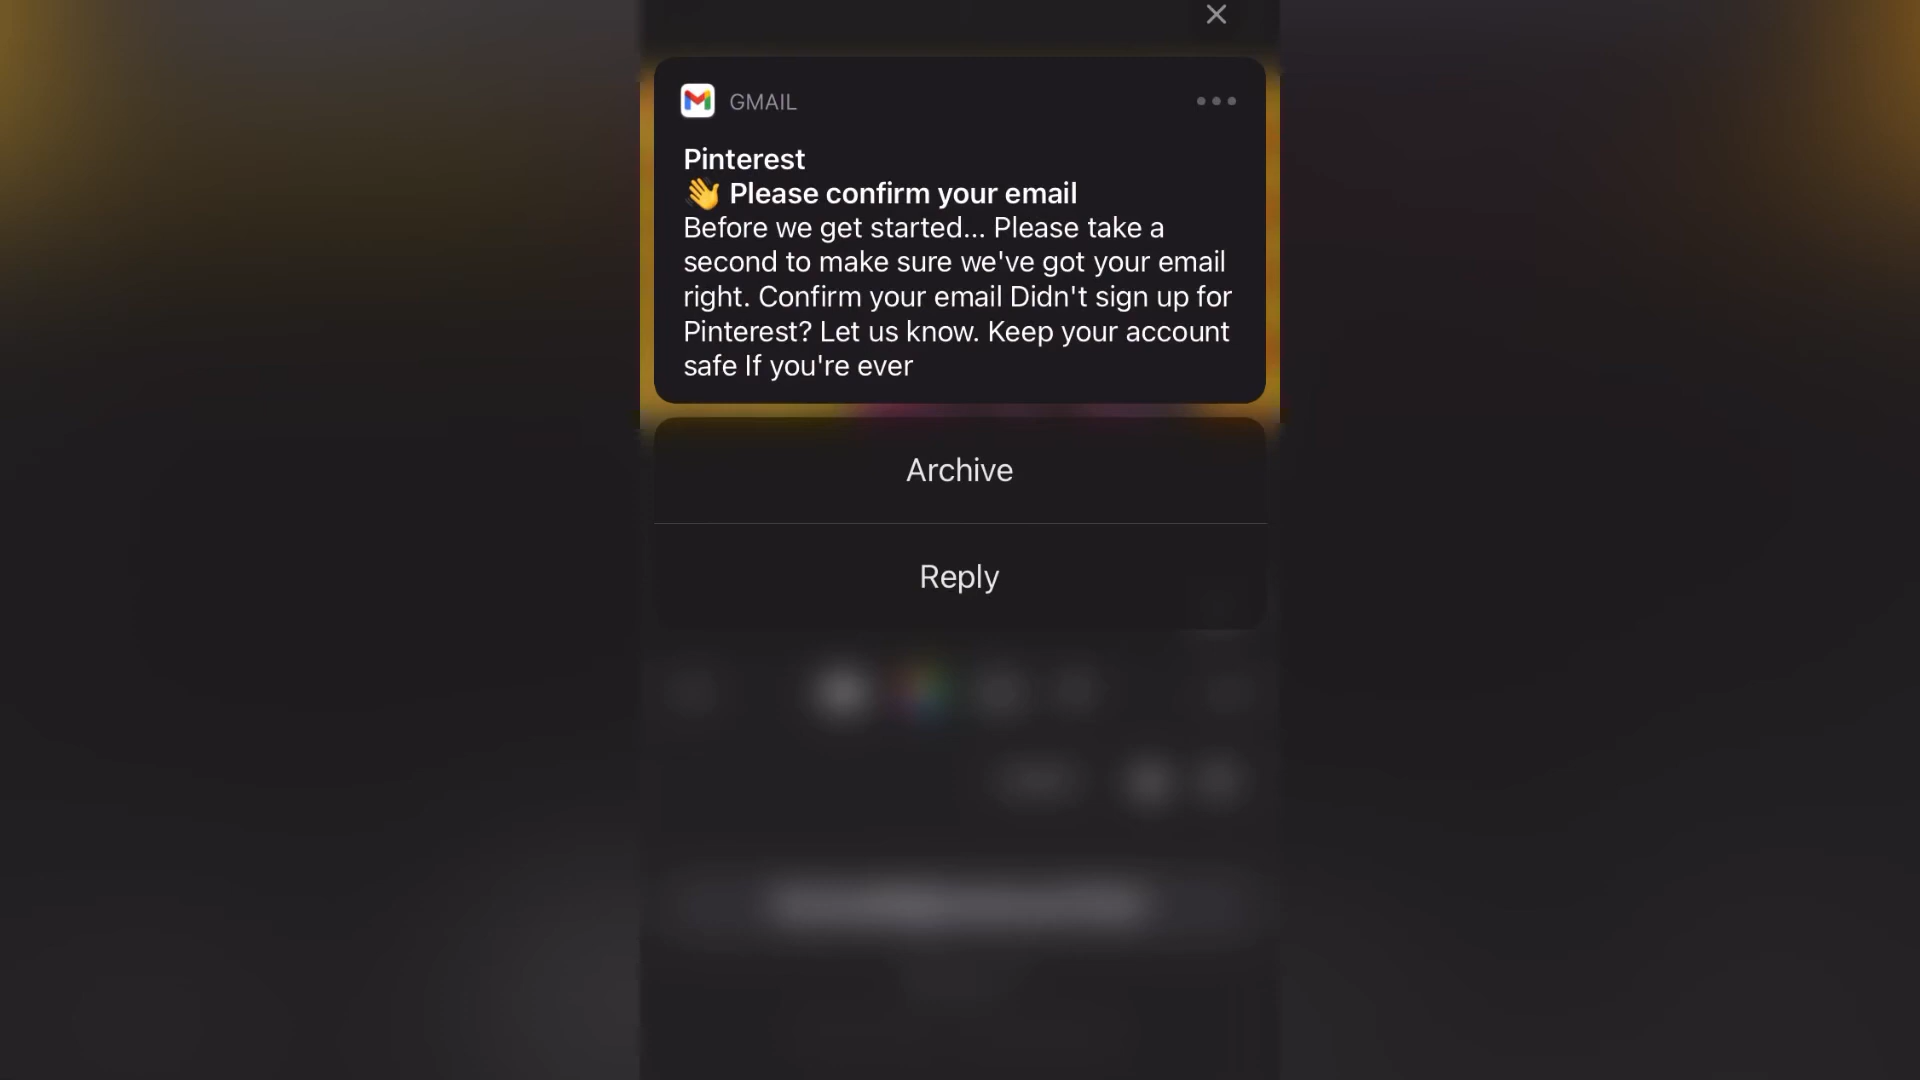 GMAIL
Pinterest
👋 Please confirm your email
Before we get started... Please take a
second to make sure we've got your email
right. Confirm your email Didn't sign up for
Pinterest? Let us know. Keep your account
safe If you're ever
Archive
Reply